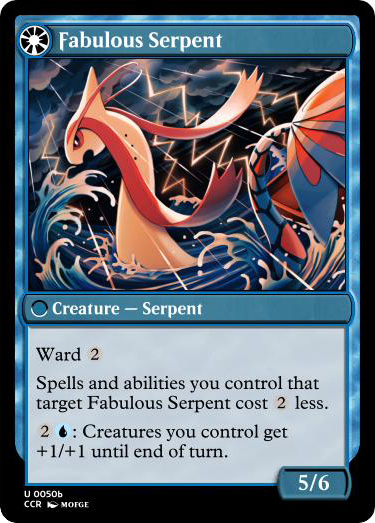 Fabulous Serpent
Creature — Serpent
Ward 2
Spells and abilities you control that
target Fabulous Serpent cost 2 less.
2: Creatures you control get
+1/+1 until end of turn.
5/6
U 0050b
CCR MOFGE